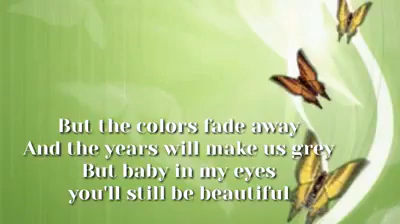 But the colors fade away
And the years will make us grey
But baby in my eyes
you'll still be beautiful